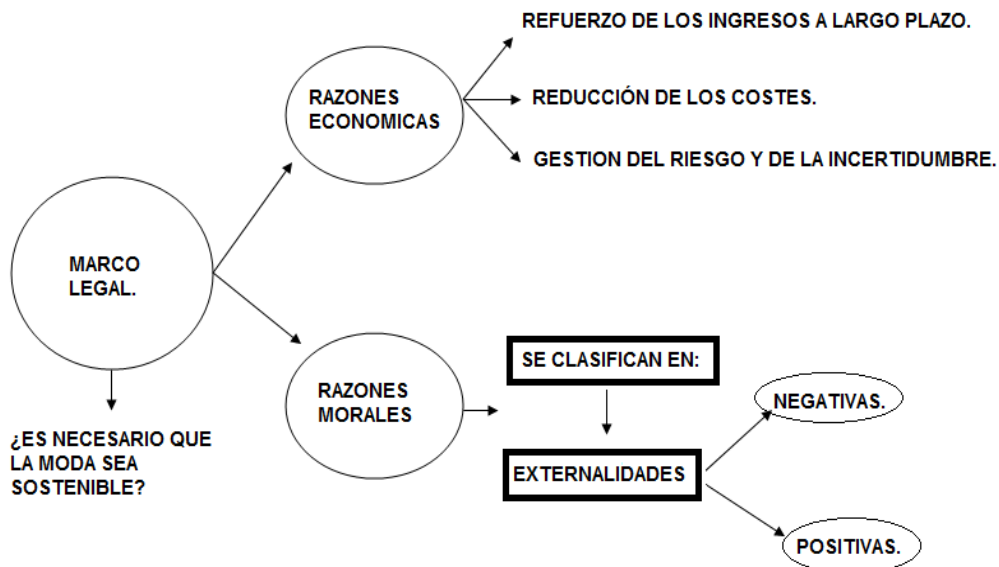 REFUERZO DE LOS INGRESOS A LARGO PLAZO.
RAZONES
ECONOMICAS
REDUCCIÓN DE LOS COSTES.
GESTION DEL RIESGO Y DE LA INCERTIDUMBRE.
MARCO
LEGAL.
¿ES NECESARIO QUE
LA MODA SEA
SOSTENIBLE?
RAZONES
MORALES
SE CLASIFICAN EN:
EXTERNALIDADES
NEGATIVAS.
POSITIVAS.